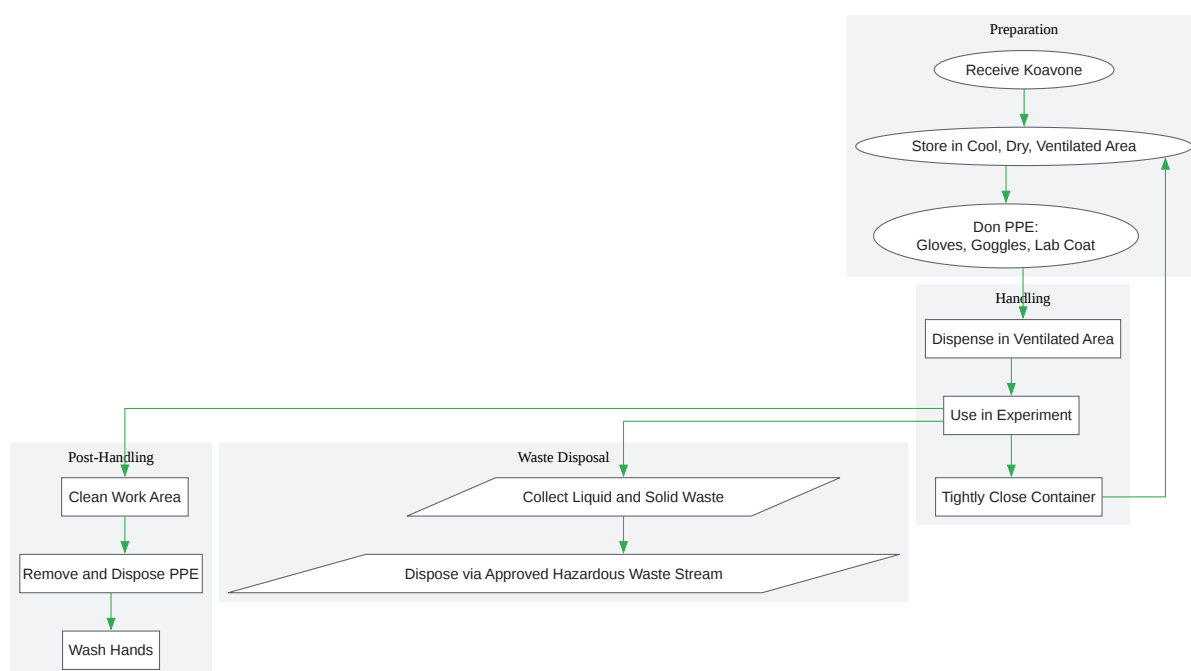 Preparation
Receive Koavone
Store in Cool, Dry, Ventilated Area
Don PPE:
Gloves, Goggles, Lab Coat
Handling
Dispense in Ventilated Area
Use in Experiment
Tightly Close Container
Post-Handling
Clean Work Area
Remove and Dispose PPE
Wash Hands
Waste Disposal
Collect Liquid and Solid Waste
Dispose via Approved Hazardous Waste Stream